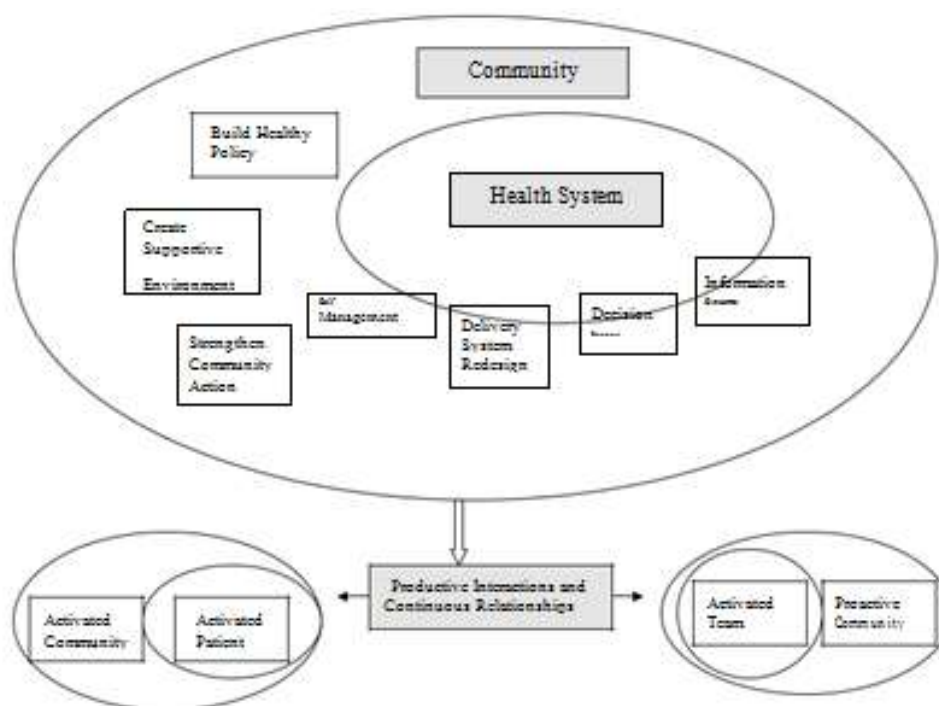 Community
Build Healthy
Policy
Health System
Create
Supportive
Environment
Information
Management
Decision
Delivery
System
Redesign
Strengthen
Community
Action
Productive Interactions and
Continuous Relationships
Activated
Community
Activated
Patient
Activated
Team
Proactive
Community